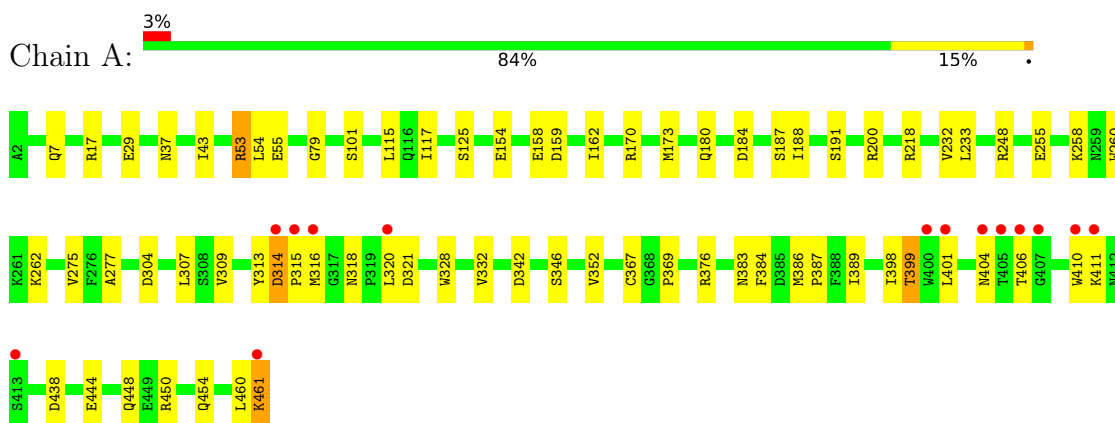 3%
Chain A:
84% 15% •
A2 Q7 R17 E29 N37 I43 R53 L54 E55 G79 S101 L115 Q116 I117 S125 E154 E158 D159 I162 R170 M173 Q180 D184 S187 I188 S191 R200 R218 V232 L233 R248 E255 K258 N259
K261 K262 V275 F276 A277 D304 L307 S308 V309 Y313 D314 P315 M316 G317 N318 P319 L320 D321 W328 V332 D342 S346 V352 C367 G368 P369 R376 N383 F384 D385 M386 P387 F388 I389 I398 T399 W400 L401 N404 T405 T406 G407 W410 K411 N412
S413 D438 E444 Q448 E449 R450 Q454 L460 K461